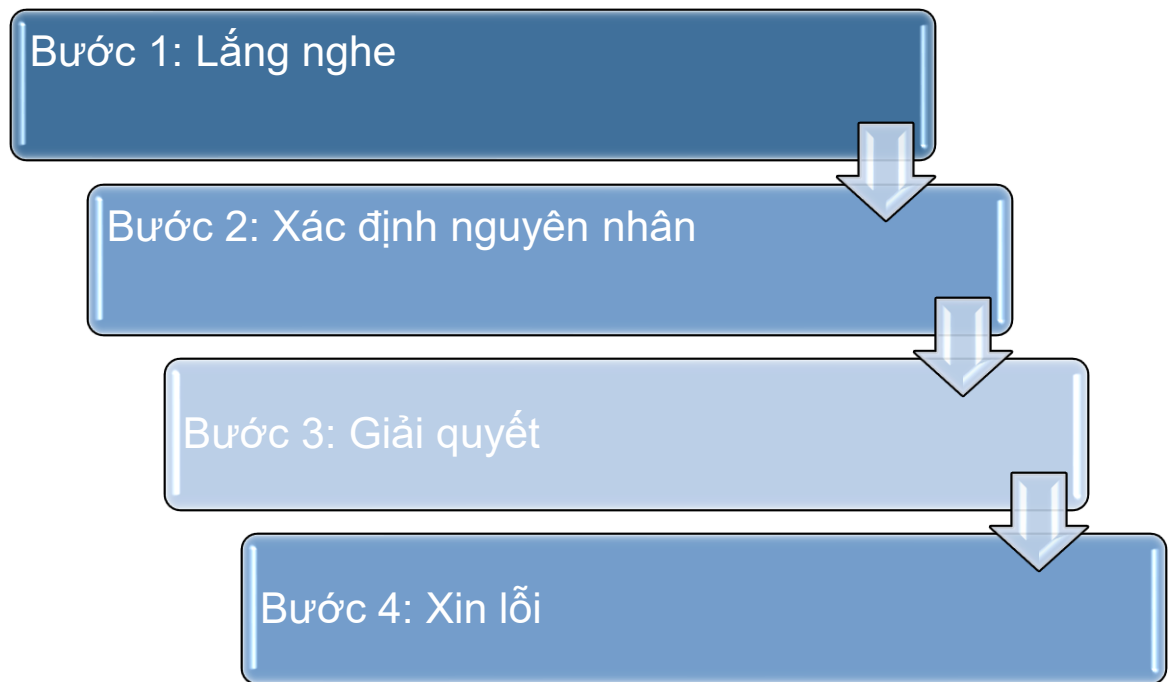 Bước 1: Lắng nghe
Bước 2: Xác định nguyên nhân
Bước 3: Giải quyết
Bước 4: Xin lỗi